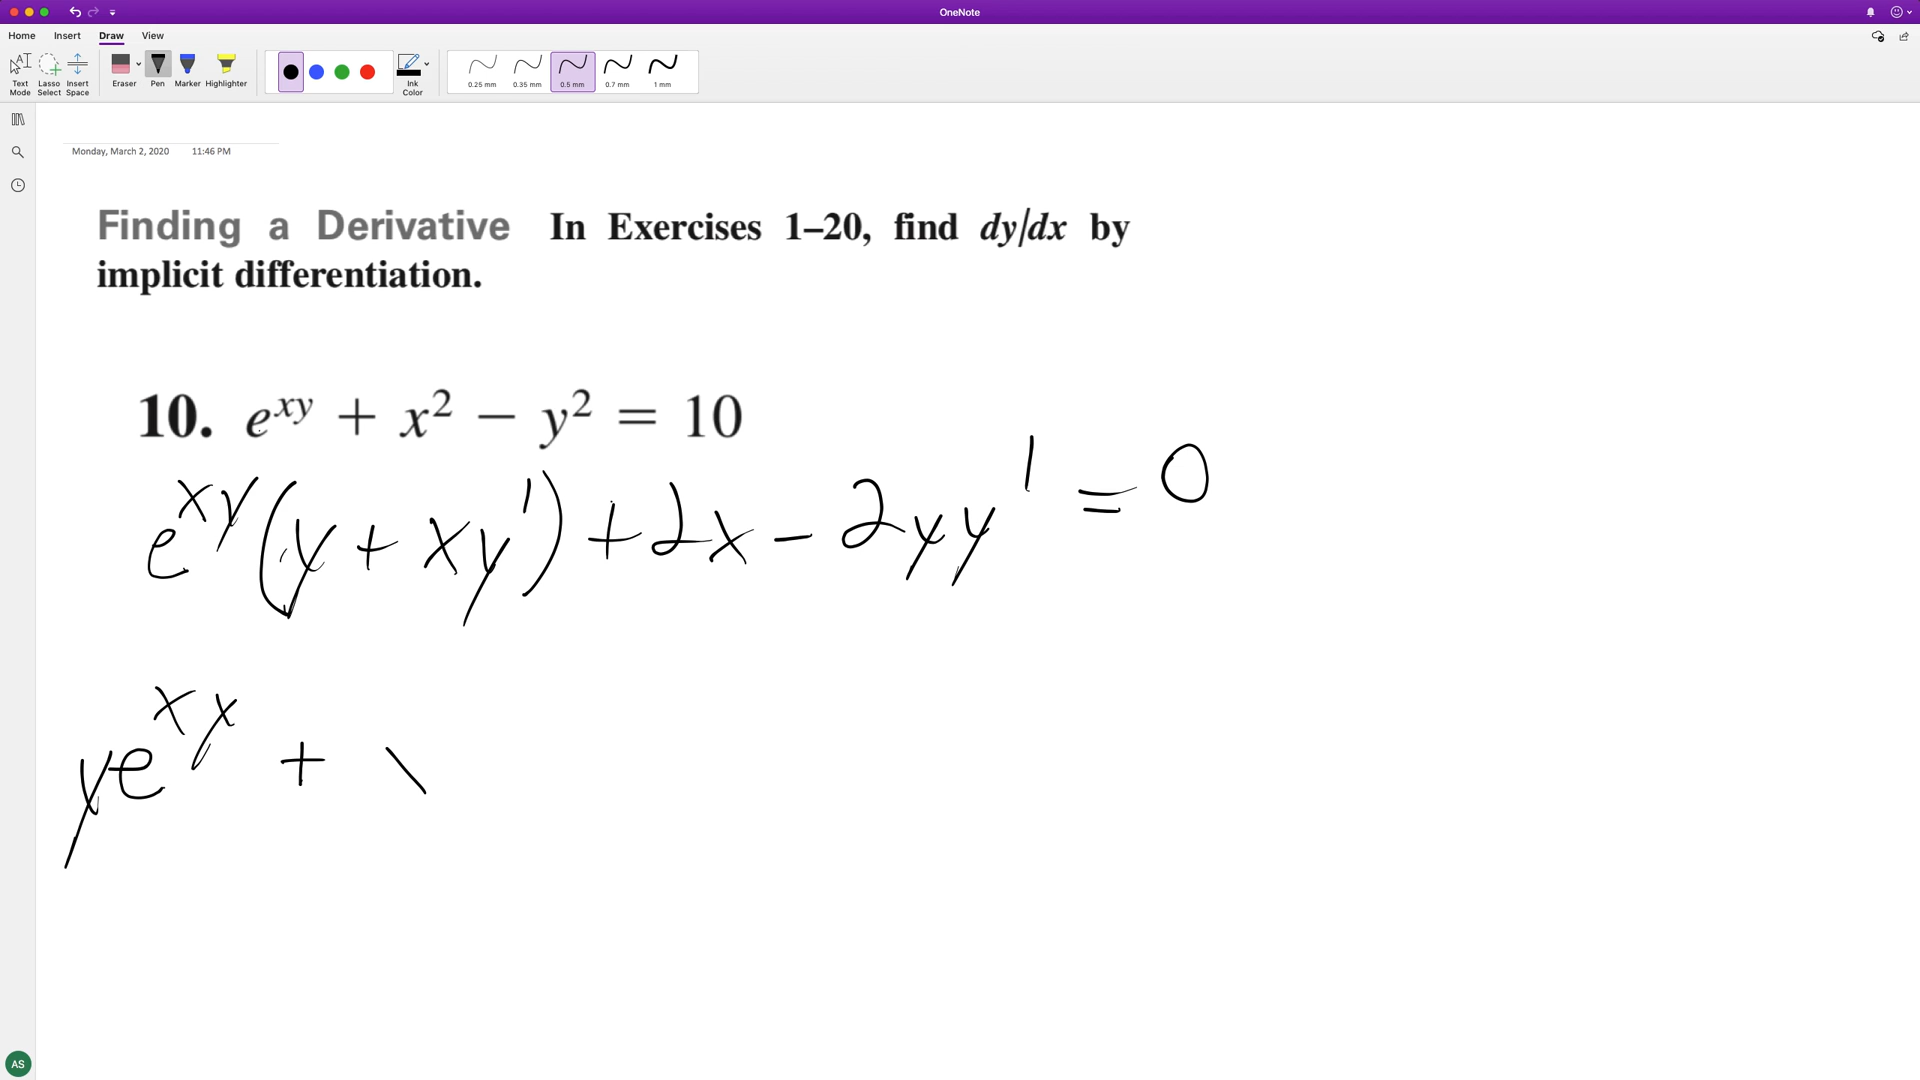 OneNote
Home Insert Draw View
Text Mode Lasso Select Insert Space Eraser Pen Marker Highlighter Ink Color 0.25 mm 0.35 mm 0.5 mm 0.7 mm 1 mm
Monday, March 2, 2020 11:46 PM
Finding a Derivative In Exercises 1–20, find dy/dx by
implicit differentiation.
10. e^{xy} + x² − y² = 10
e^{xy}(y + xy') + 2x − 2yy' = 0
ye^{xy} + \
AS